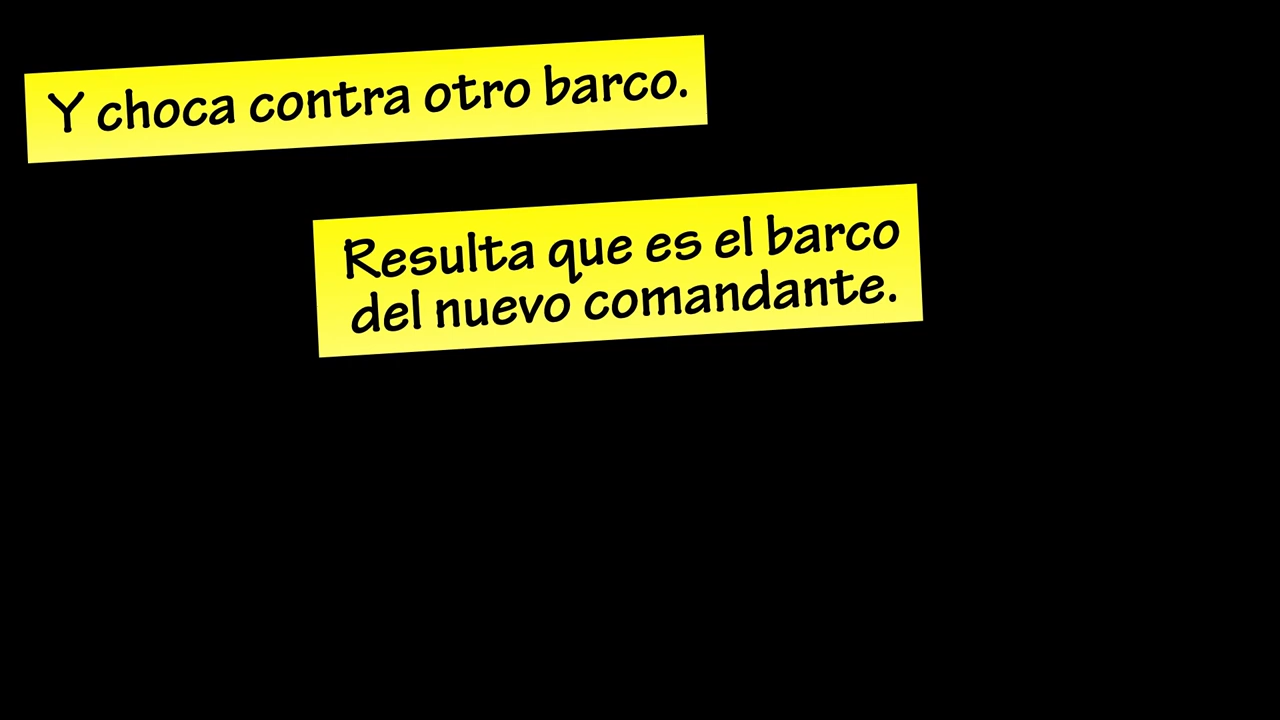 Y choca contra otro barco.
Resulta que es el barco
del nuevo comandante.